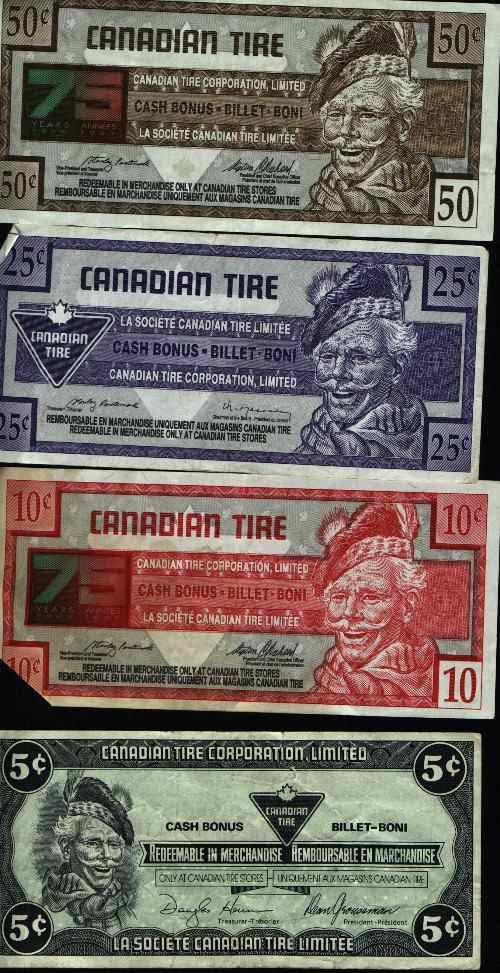 50¢ 50¢
CANADIAN TIRE
75
YEARS ANNÉES
CANADIAN TIRE CORPORATION, LIMITED
CASH BONUS • BILLET-BONI
LA SOCIÉTÉ CANADIAN TIRE LIMITÉE
REDEEMABLE IN MERCHANDISE ONLY AT CANADIAN TIRE STORES
REMBOURSABLE EN MARCHANDISE UNIQUEMENT AUX MAGASINS CANADIAN TIRE
50¢ 50
25¢ 25¢
CANADIAN TIRE
CANADIAN TIRE
LA SOCIÉTÉ CANADIAN TIRE LIMITÉE
CASH BONUS • BILLET-BONI
CANADIAN TIRE CORPORATION, LIMITED
REMBOURSABLE EN MARCHANDISE UNIQUEMENT AUX MAGASINS CANADIAN TIRE
REDEEMABLE IN MERCHANDISE ONLY AT CANADIAN TIRE STORES
25¢ 25¢
10¢ 10¢
CANADIAN TIRE
75
YEARS ANNÉES
CANADIAN TIRE CORPORATION, LIMITED
CASH BONUS • BILLET-BONI
LA SOCIÉTÉ CANADIAN TIRE LIMITÉE
REDEEMABLE IN MERCHANDISE ONLY AT CANADIAN TIRE STORES
REMBOURSABLE EN MARCHANDISE UNIQUEMENT AUX MAGASINS CANADIAN TIRE
10¢ 10
CANADIAN TIRE CORPORATION, LIMITED
5¢ 5¢
CANADIAN TIRE
CASH BONUS BILLET-BONI
REDEEMABLE IN MERCHANDISE REMBOURSABLE EN MARCHANDISE
ONLY AT CANADIAN TIRE STORES UNIQUEMENT AUX MAGASINS CANADIAN TIRE
Treasurer-Trésorier President-Président
5¢ 5¢
LA SOCIETE CANADIAN TIRE LIMITÉE